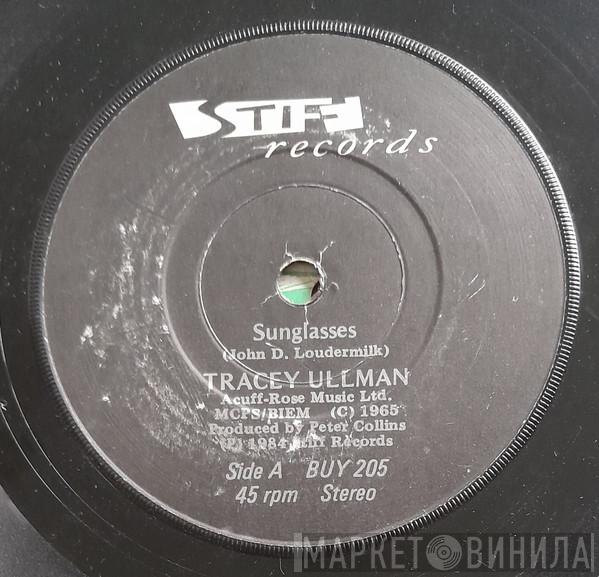 STIFF
records
Sunglasses
(John D. Loudermilk)
TRACEY ULLMAN
Acuff-Rose Music Ltd.
MCPS/BIEM (C) 1965
Produced by Peter Collins
(P) 1984 Stiff Records
Side A BUY 205
45 rpm Stereo
МАРКЕТ ВИНИЛА